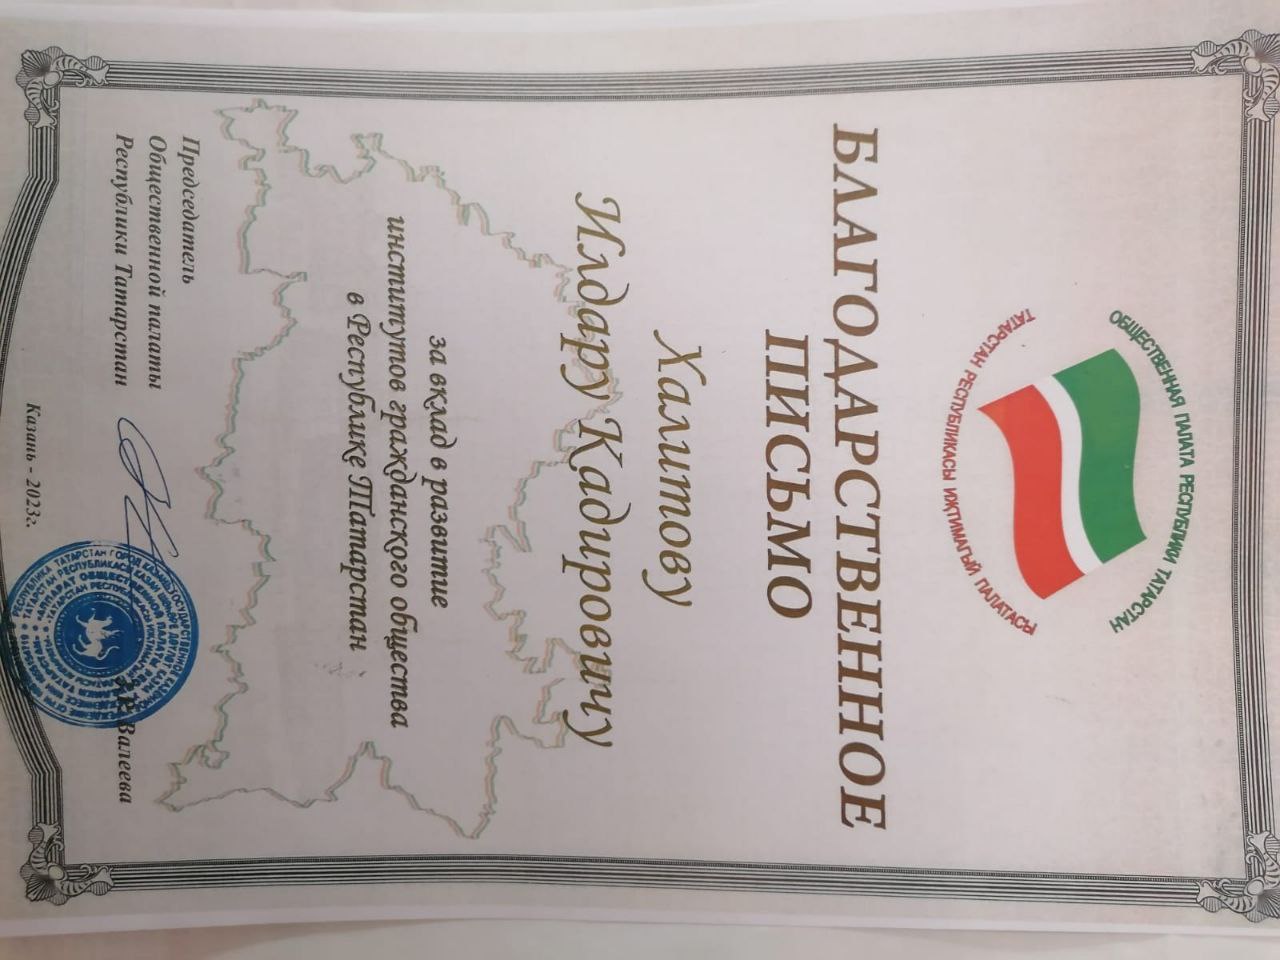 ОБЩЕСТВЕННАЯ ПАЛАТА РЕСПУБЛИКИ ТАТАРСТАН
ТАТАРСТАН РЕСПУБЛИКАСЫ ИҖТИМАГЫЙ ПАЛАТАСЫ
БЛАГОДАРСТВЕННОЕ
ПИСЬМО
Халитову
Илдару Кадировичу
за вклад в развитие
институтов гражданского общества
в Республике Татарстан
Председатель
Общественной палаты
Республики Татарстан
Валеева
Казань - 2023г.